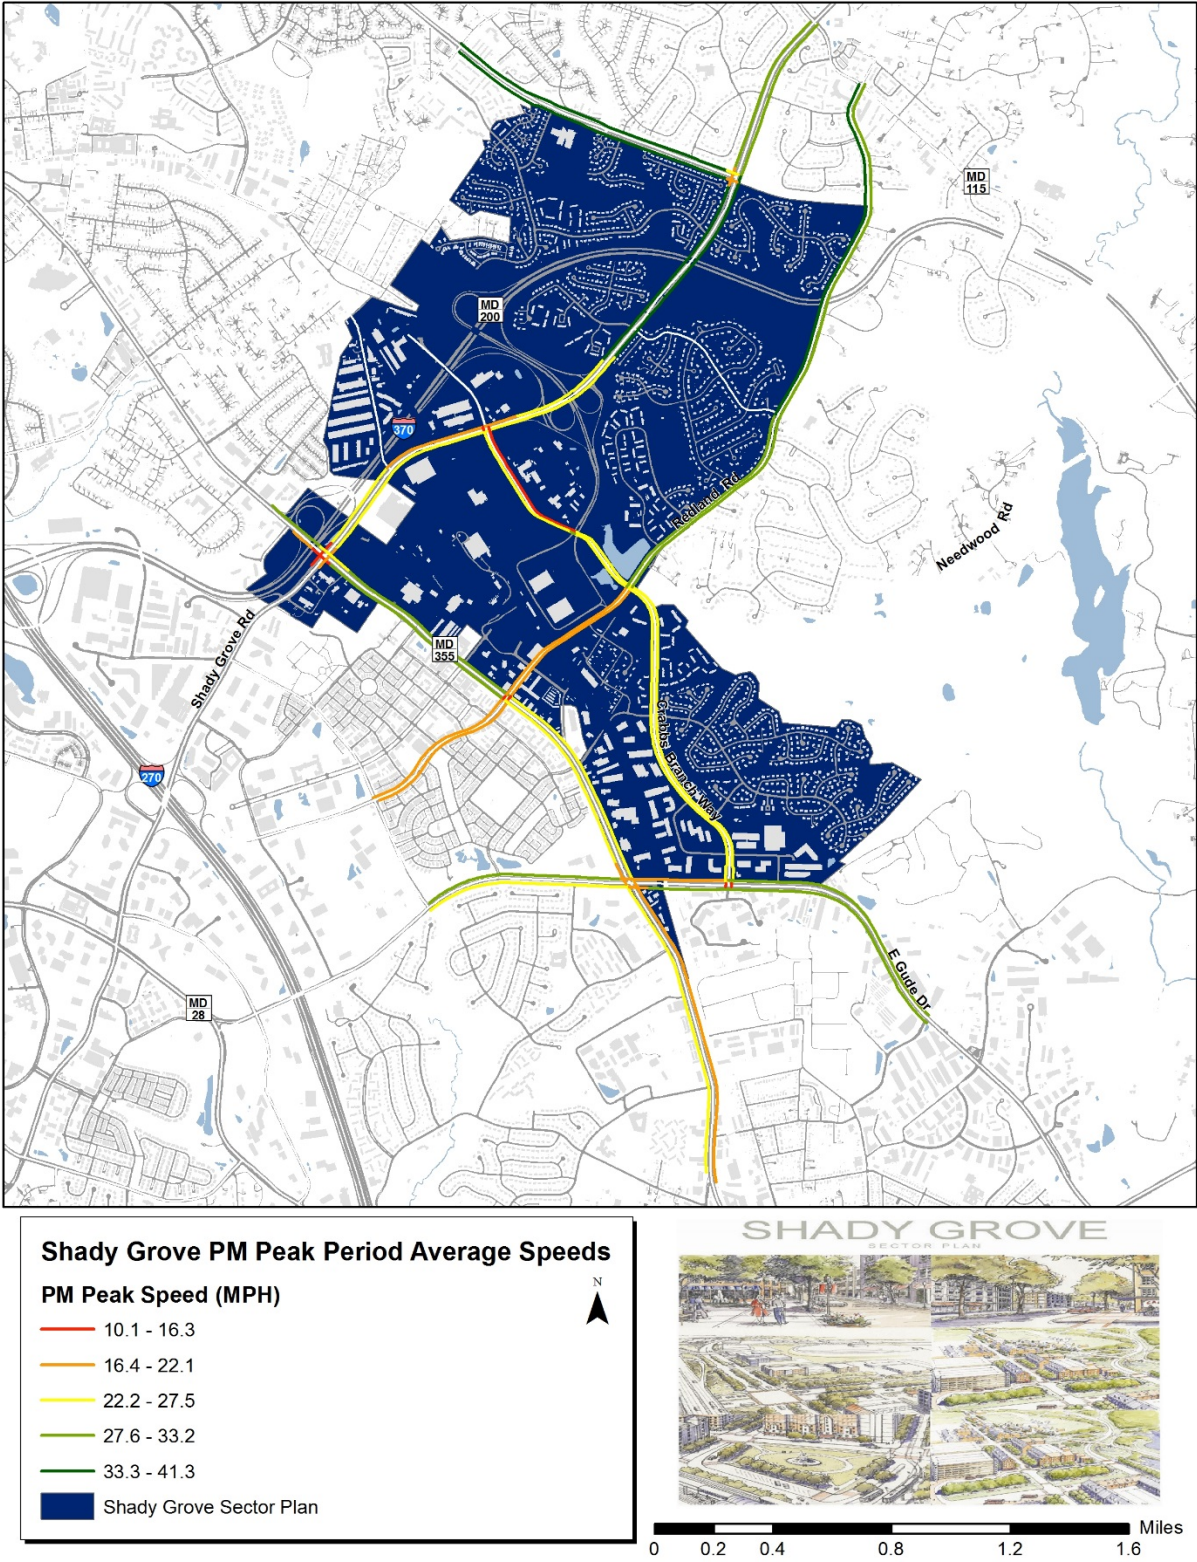 MD
115
MD
200
370
Redland Rd
Needwood Rd
Shady Grove Rd
MD
355
270
Crabbs Branch Way
E Gude Dr
MD
28
Shady Grove PM Peak Period Average Speeds
PM Peak Speed (MPH)
N
10.1 - 16.3
16.4 - 22.1
22.2 - 27.5
27.6 - 33.2
33.3 - 41.3
Shady Grove Sector Plan
SHADY GROVE
SECTOR PLAN
Miles
0 0.2 0.4 0.8 1.2 1.6